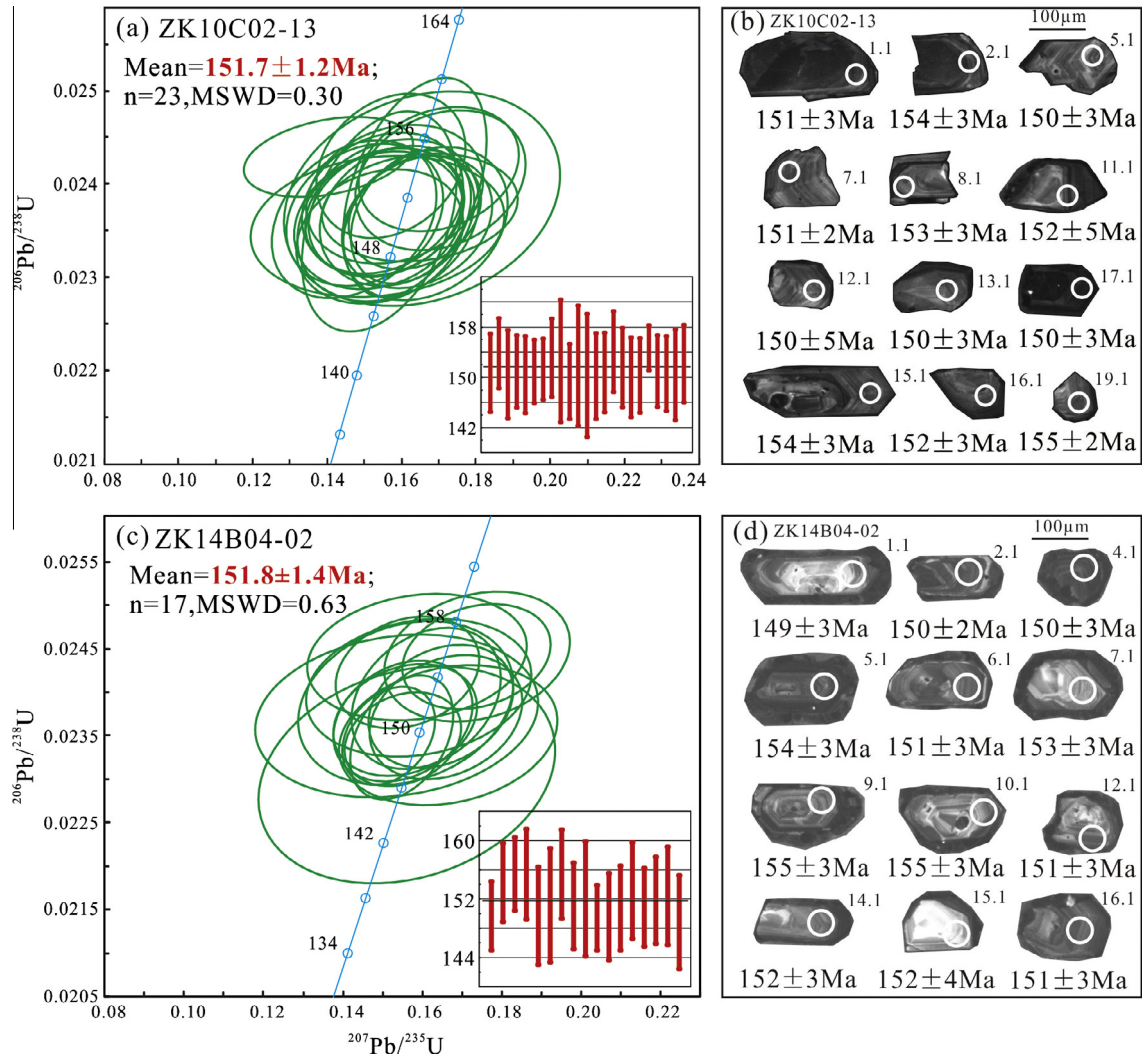 (a) ZK10C02-13
Mean=151.7±1.2Ma;
n=23,MSWD=0.30
164
156
148
140
0.025
0.024
0.023
0.022
0.021
²⁰⁶Pb/²³⁸U
158
150
142
0.08 0.10 0.12 0.14 0.16 0.18 0.20 0.22 0.24
(b) ZK10C02-13
100μm
1.1 2.1 5.1
151±3Ma 154±3Ma 150±3Ma
7.1 8.1 11.1
151±2Ma 153±3Ma 152±5Ma
12.1 13.1 17.1
150±5Ma 150±3Ma 150±3Ma
15.1 16.1 19.1
154±3Ma 152±3Ma 155±2Ma
(c) ZK14B04-02
Mean=151.8±1.4Ma;
n=17,MSWD=0.63
158
150
142
134
0.0255
0.0245
0.0235
0.0225
0.0215
0.0205
²⁰⁶Pb/²³⁸U
160
152
144
0.08 0.10 0.12 0.14 0.16 0.18 0.20 0.22
²⁰⁷Pb/²³⁵U
(d) ZK14B04-02
100μm
1.1 2.1 4.1
149±3Ma 150±2Ma 150±3Ma
5.1 6.1 7.1
154±3Ma 151±3Ma 153±3Ma
9.1 10.1 12.1
155±3Ma 155±3Ma 151±3Ma
14.1 15.1 16.1
152±3Ma 152±4Ma 151±3Ma